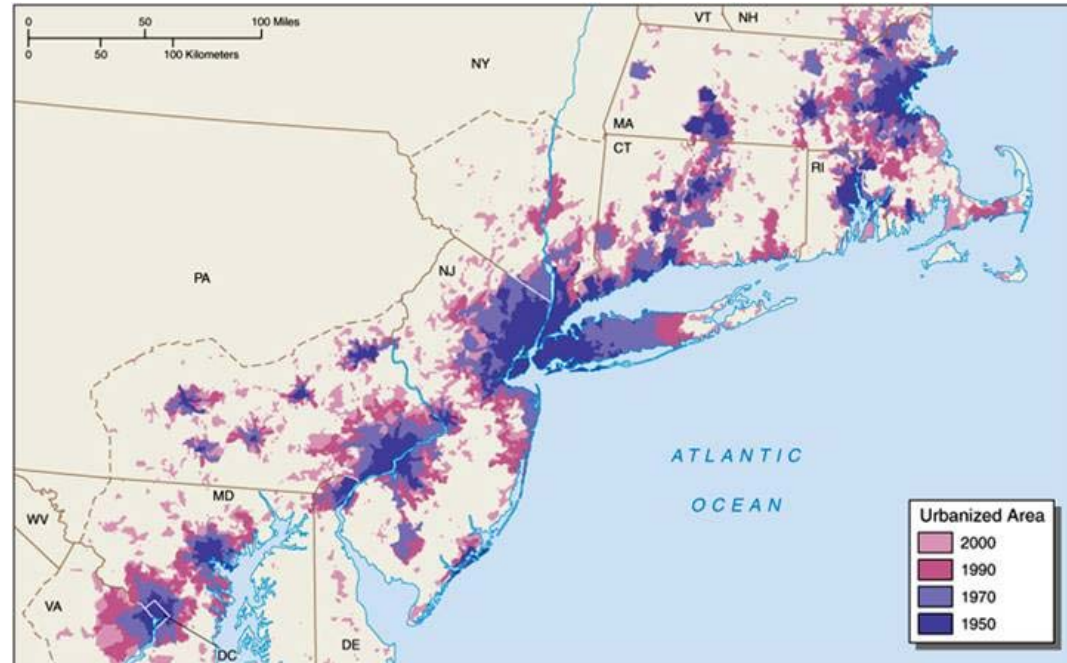 0 50 100 Miles
0 50 100 Kilometers
VT NH
NY
MA
CT
RI
NJ
PA
ATLANTIC
OCEAN
MD
WV
VA
DC
DE
Urbanized Area
2000
1990
1970
1950